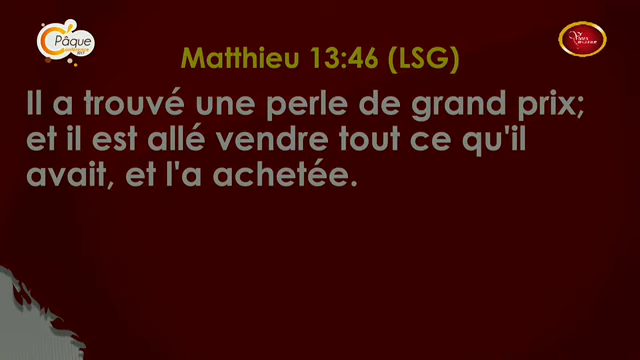 Pâque
Matthieu 13:46 (LSG)
Il a trouvé une perle de grand prix;
et il est allé vendre tout ce qu'il
avait, et l'a achetée.